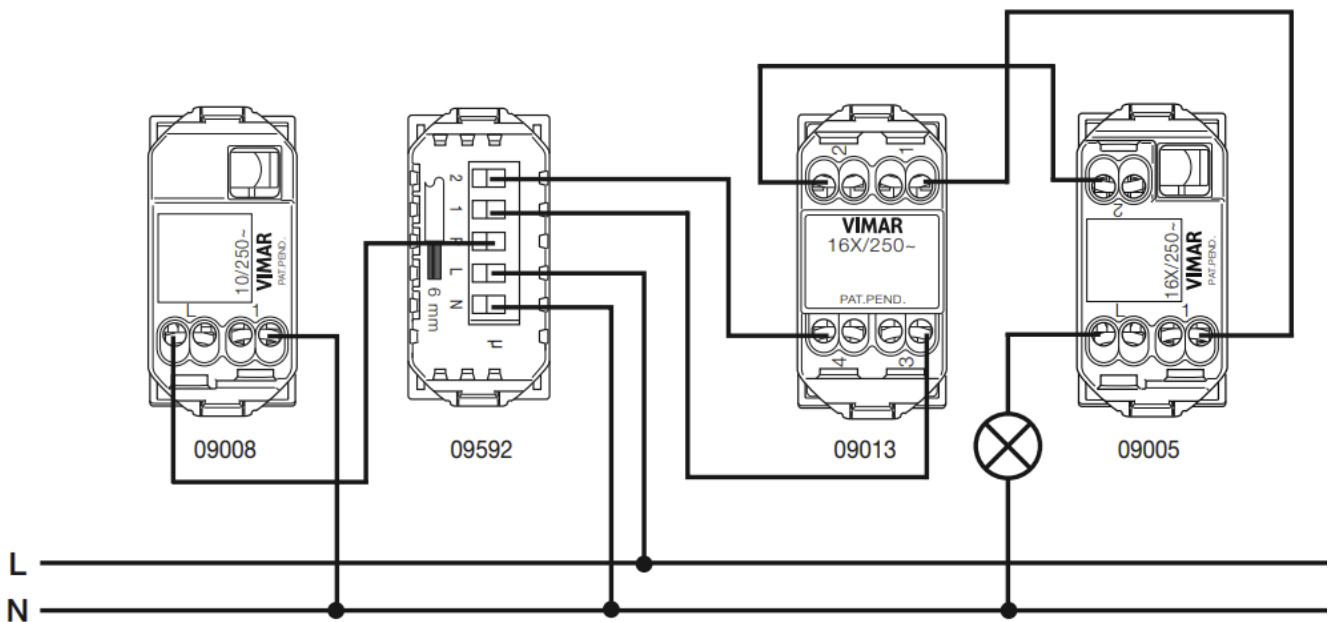 L
1
10/250~
VIMAR
PAT.PEND.
09008
2
1
P
L
N
6 mm
µ
09592
2
1
VIMAR
16X/250~
PAT.PEND.
4
3
09013
2
16X/250~
VIMAR
PAT.PEND.
L
1
09005
L
N